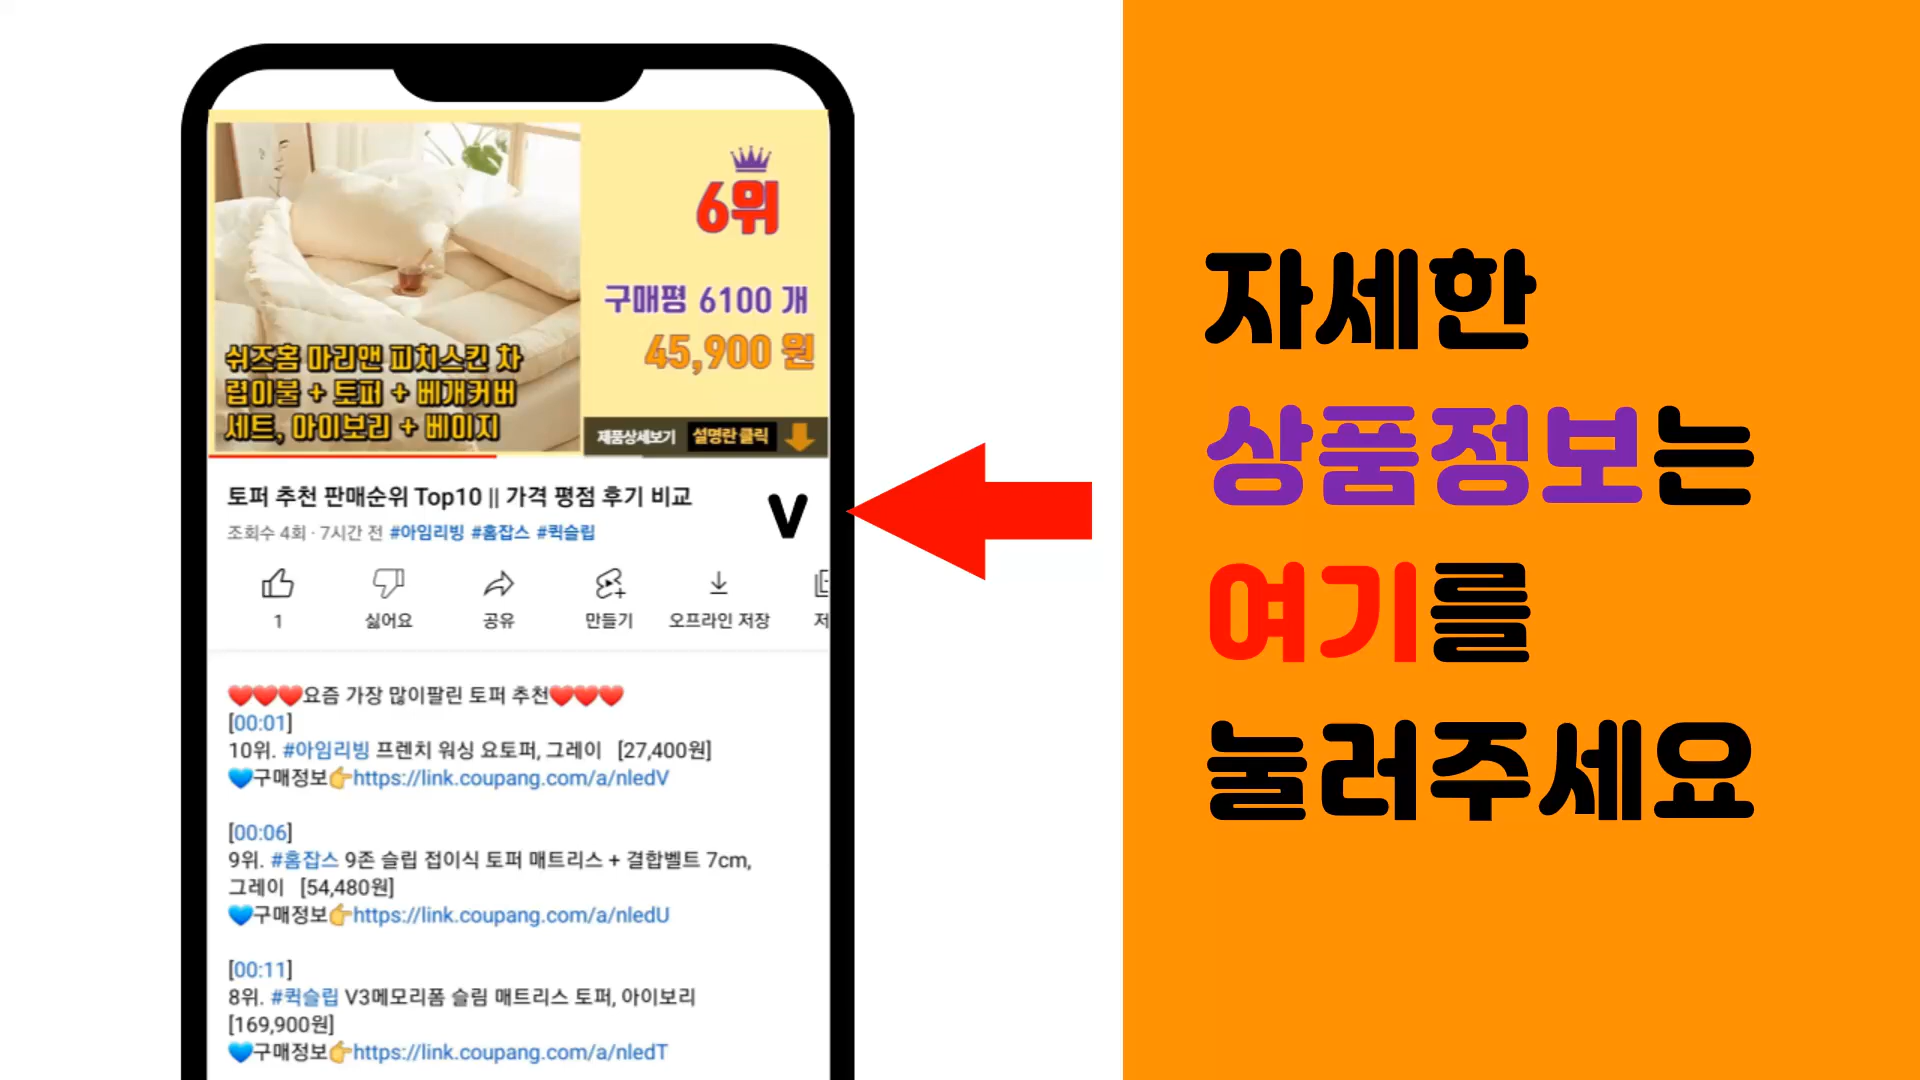 6위
구매평 6100 개
45,900 원
쉬즈홈 마리앤 피치스킨 차
렵이불 + 토퍼 + 베개커버
세트, 아이보리 + 베이지
제품상세보기 설명란 클릭
토퍼 추천 판매순위 Top10 || 가격 평점 후기 비교
V
조회수 4회 · 7시간 전 #아임리빙 #홈잡스 #퀵슬립
1 싫어요 공유 만들기 오프라인 저장 저
❤️❤️❤️요즘 가장 많이팔린 토퍼 추천❤️❤️❤️
[00:01]
10위. #아임리빙 프렌치 워싱 요토퍼, 그레이 [27,400원]
💙구매정보👉https://link.coupang.com/a/nledV
[00:06]
9위. #홈잡스 9존 슬립 접이식 토퍼 매트리스 + 결합벨트 7cm,
그레이 [54,480원]
💙구매정보👉https://link.coupang.com/a/nledU
[00:11]
8위. #퀵슬립 V3메모리폼 슬림 매트리스 토퍼, 아이보리
[169,900원]
💙구매정보👉https://link.coupang.com/a/nledT
자세한
상품정보는
여기를
눌러주세요